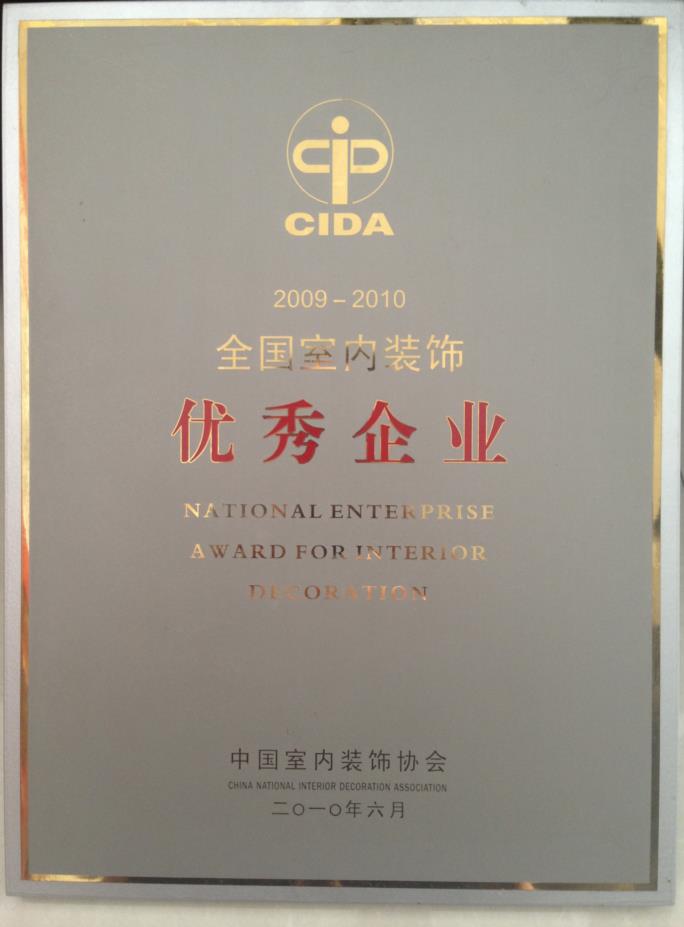 CIDA
2009–2010
全国室内装饰
优秀企业
NATIONAL ENTERPRISE
AWARD FOR INTERIOR
DECORATION
中国室内装饰协会
CHINA NATIONAL INTERIOR DECORATION ASSOCIATION
二〇一〇年六月